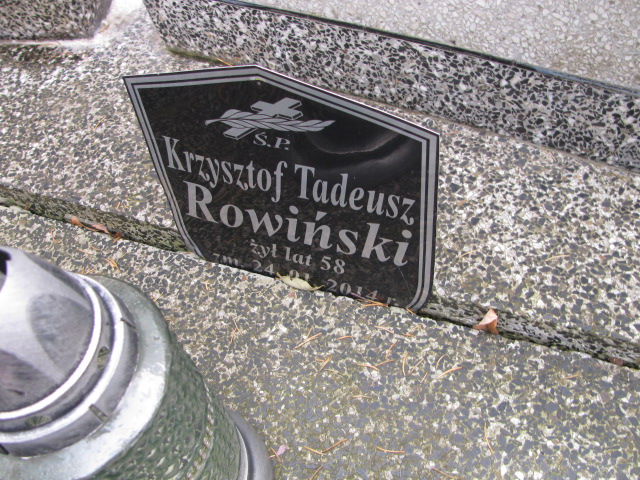 Ś.P.
Krzysztof Tadeusz
Rowiński
żył lat 58
zm. 24.01.2014 r.